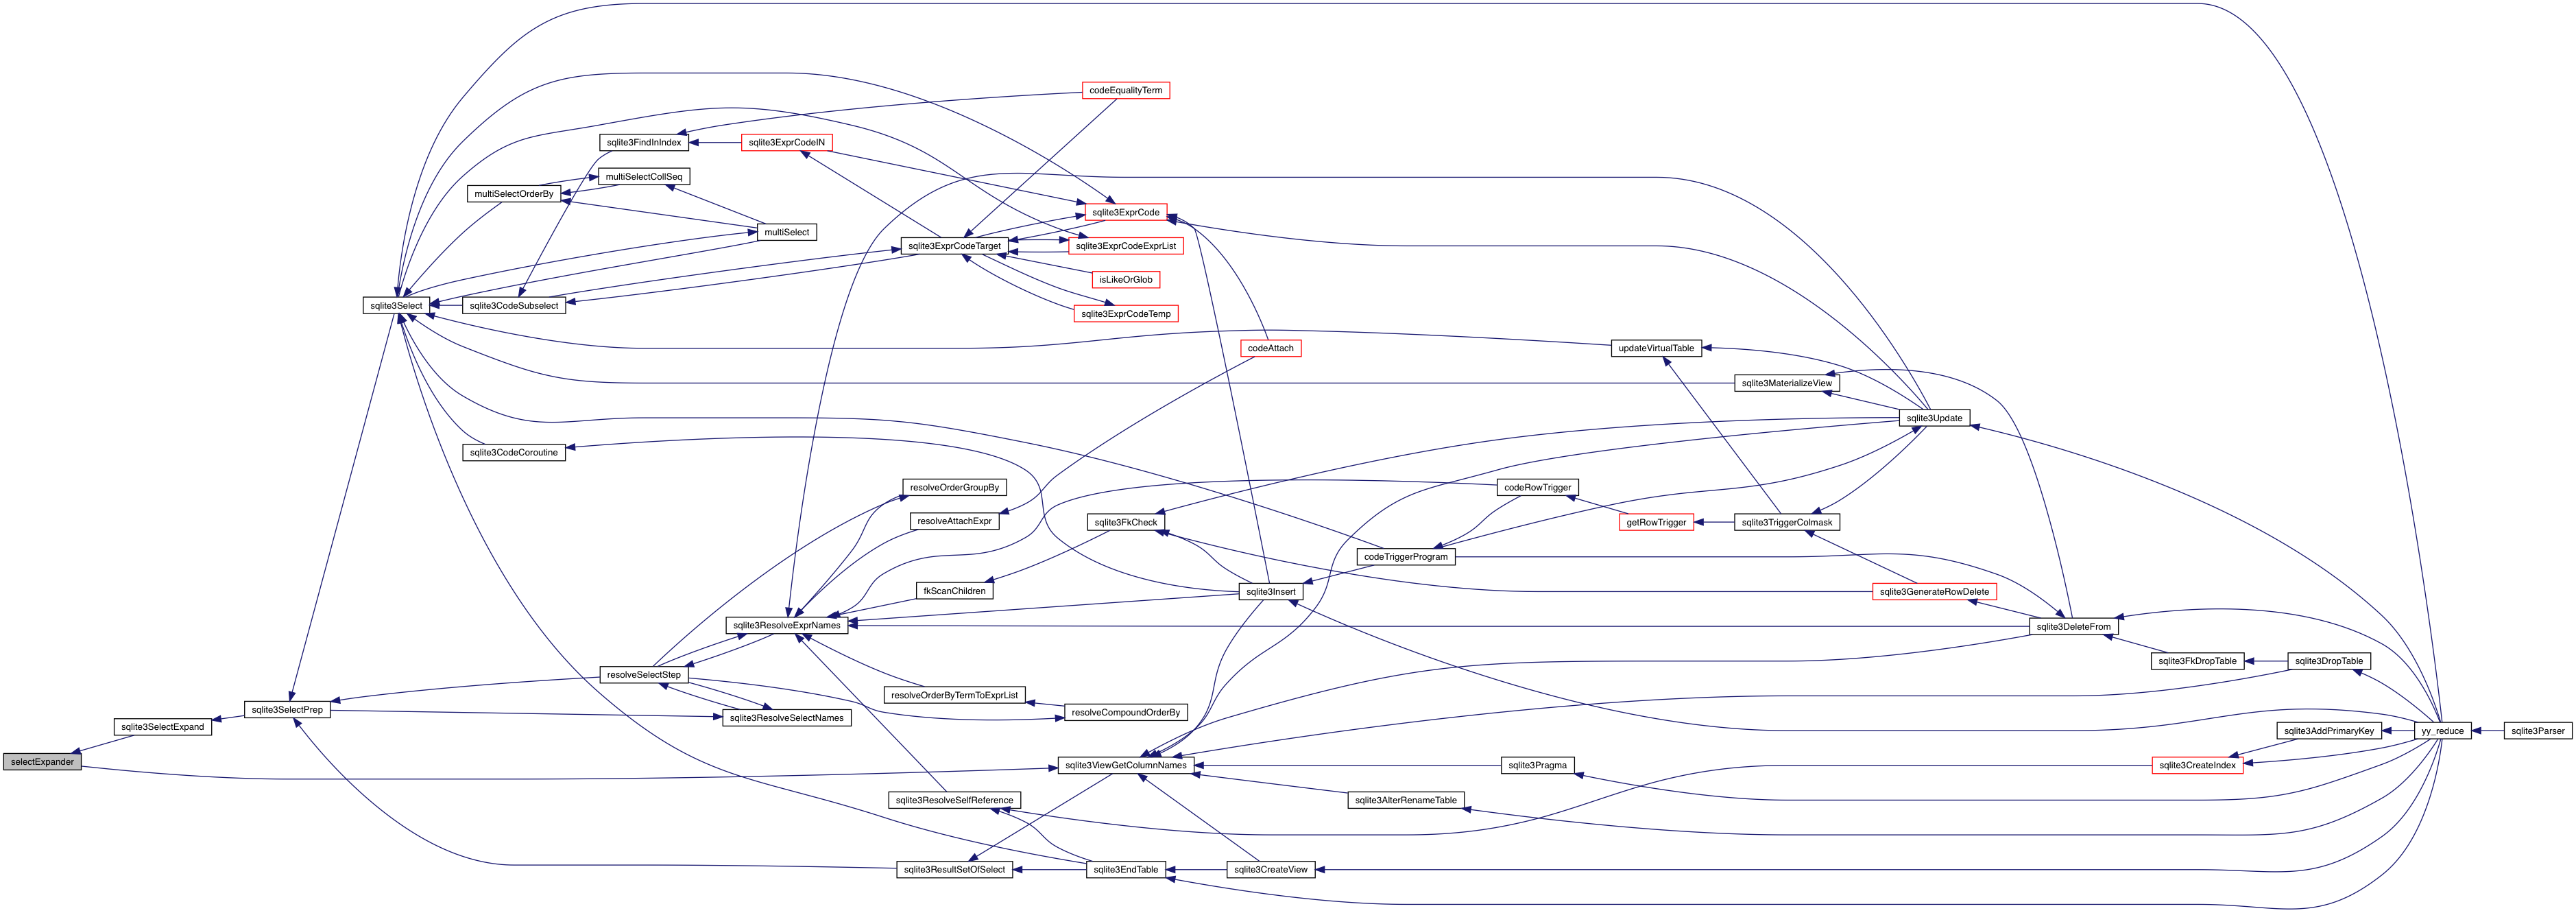 codeEqualityTerm
sqlite3FindInIndex
sqlite3ExprCodeIN
multiSelectCollSeq
multiSelectOrderBy
sqlite3ExprCode
multiSelect
sqlite3ExprCodeTarget
sqlite3ExprCodeExprList
isLikeOrGlob
sqlite3Select
sqlite3CodeSubselect
sqlite3ExprCodeTemp
codeAttach
updateVirtualTable
sqlite3MaterializeView
sqlite3Update
sqlite3CodeCoroutine
resolveOrderGroupBy
codeRowTrigger
resolveAttachExpr
sqlite3FkCheck
getRowTrigger
sqlite3TriggerColmask
codeTriggerProgram
fkScanChildren
sqlite3Insert
sqlite3GenerateRowDelete
sqlite3ResolveExprNames
sqlite3DeleteFrom
sqlite3FkDropTable
sqlite3DropTable
resolveSelectStep
resolveOrderByTermToExprList
sqlite3SelectPrep
resolveCompoundOrderBy
sqlite3ResolveSelectNames
sqlite3SelectExpand
sqlite3AddPrimaryKey
yy_reduce
sqlite3Parser
selectExpander
sqlite3ViewGetColumnNames
sqlite3Pragma
sqlite3CreateIndex
sqlite3ResolveSelfReference
sqlite3AlterRenameTable
sqlite3ResultSetOfSelect
sqlite3EndTable
sqlite3CreateView